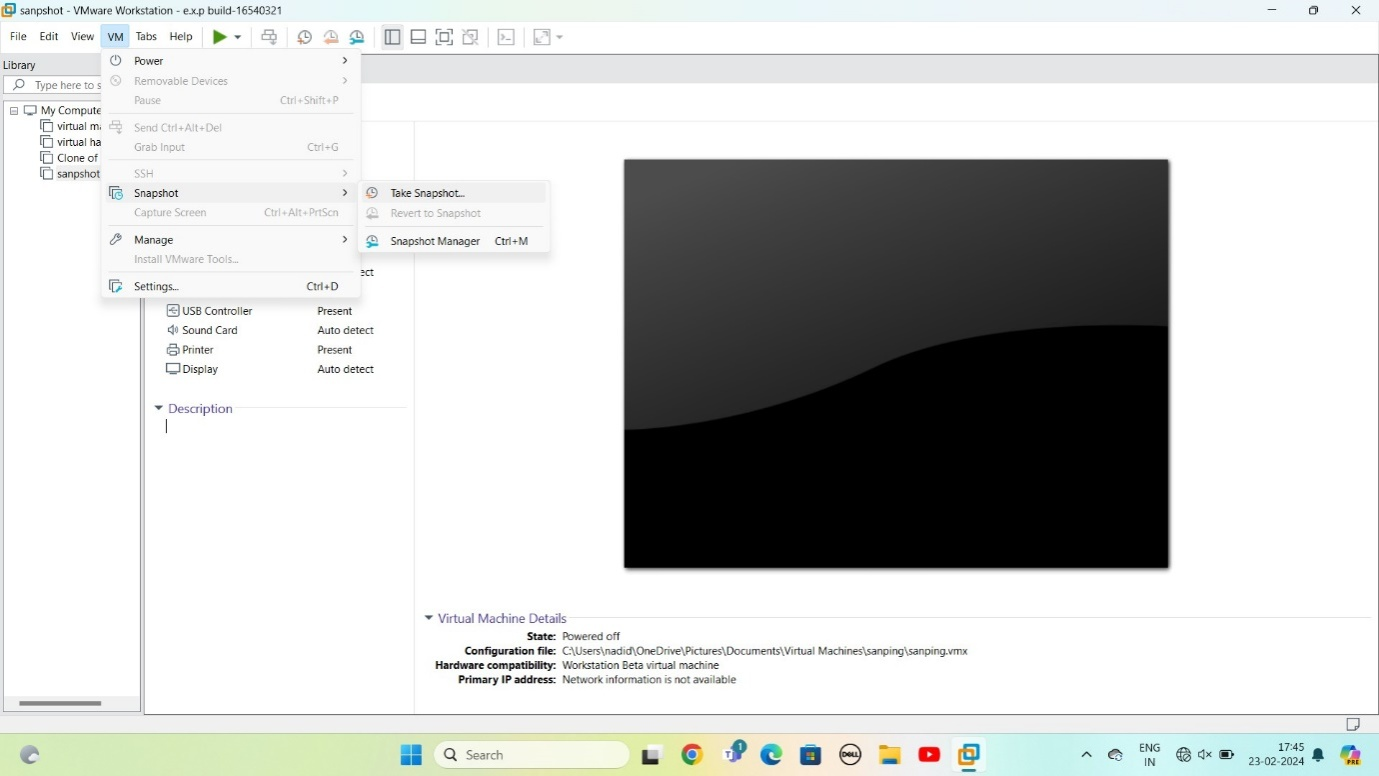 sanpshot - VMware Workstation - e.x.p build-16540321
File Edit View VM Tabs Help
Library
Type here to s
My Compute
virtual ma
virtual ha
Clone of
sanpshot
Power
Removable Devices
Pause Ctrl+Shift+P
Send Ctrl+Alt+Del
Grab Input Ctrl+G
SSH
Snapshot
Capture Screen Ctrl+Alt+PrtScn
Manage
Install VMware Tools...
Settings... Ctrl+D
Take Snapshot...
Revert to Snapshot
Snapshot Manager Ctrl+M
ect
USB Controller Present
Sound Card Auto detect
Printer Present
Display Auto detect
Description
Virtual Machine Details
State: Powered off
Configuration file: C:\Users\nadid\OneDrive\Pictures\Documents\Virtual Machines\sanping\sanping.vmx
Hardware compatibility: Workstation Beta virtual machine
Primary IP address: Network information is not available
Search
1
DELL
ENG
IN
17:45
23-02-2024
PRE